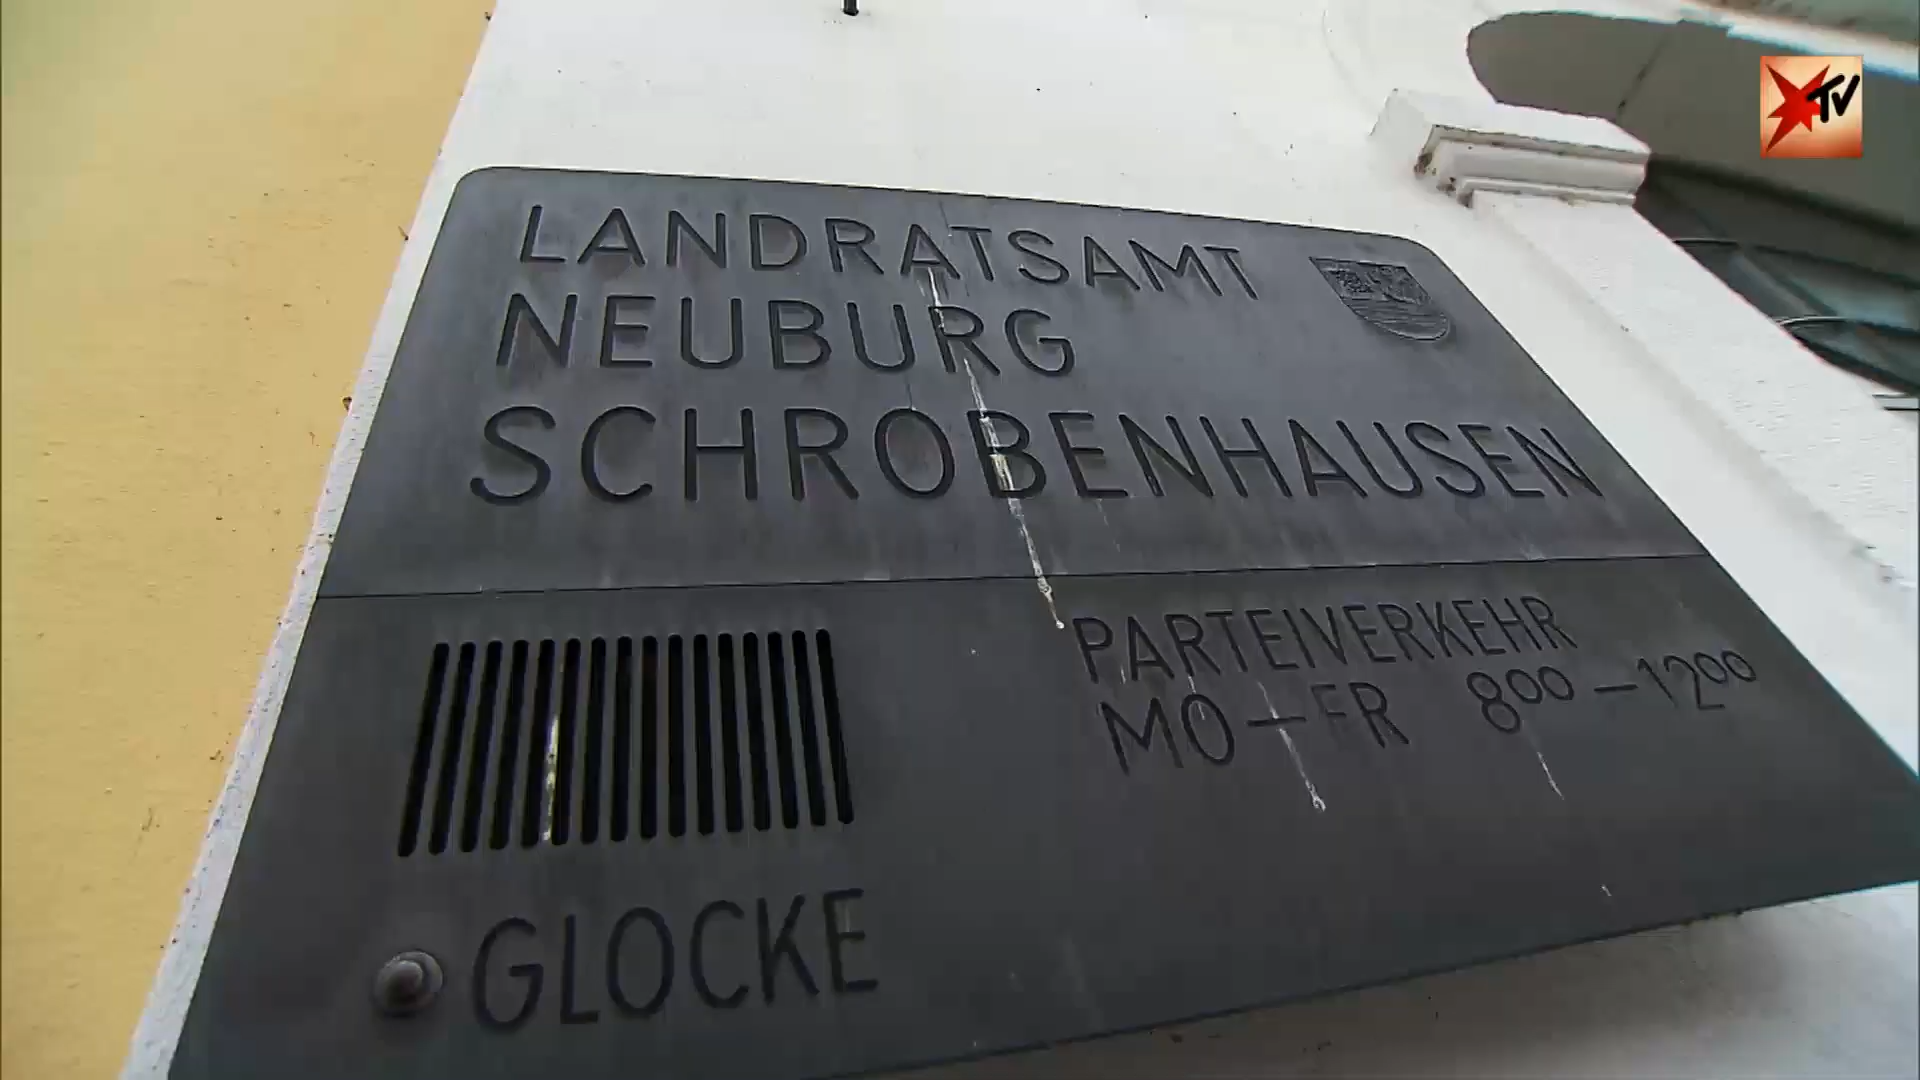 TV
LANDRATSAMT
NEUBURG
SCHROBENHAUSEN
PARTEIVERKEHR
MO – FR 8⁰⁰ – 12⁰⁰
GLOCKE